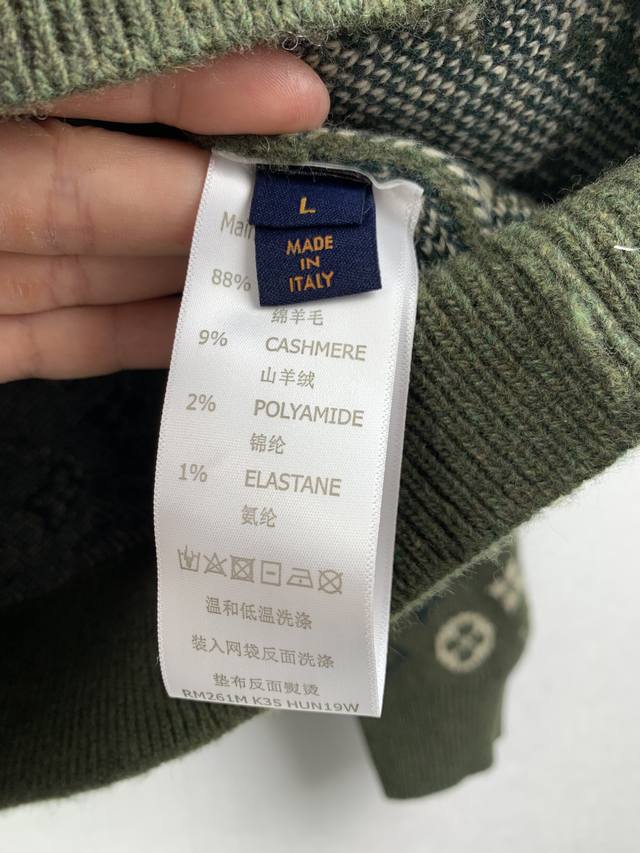 L
MADE
IN
ITALY
Main
88%
绵羊毛
9% CASHMERE
山羊绒
2% POLYAMIDE
锦纶
1% ELASTANE
氨纶
温和低温洗涤
装入网袋反面洗涤
垫布反面熨烫
RM261M K3S HUN19W